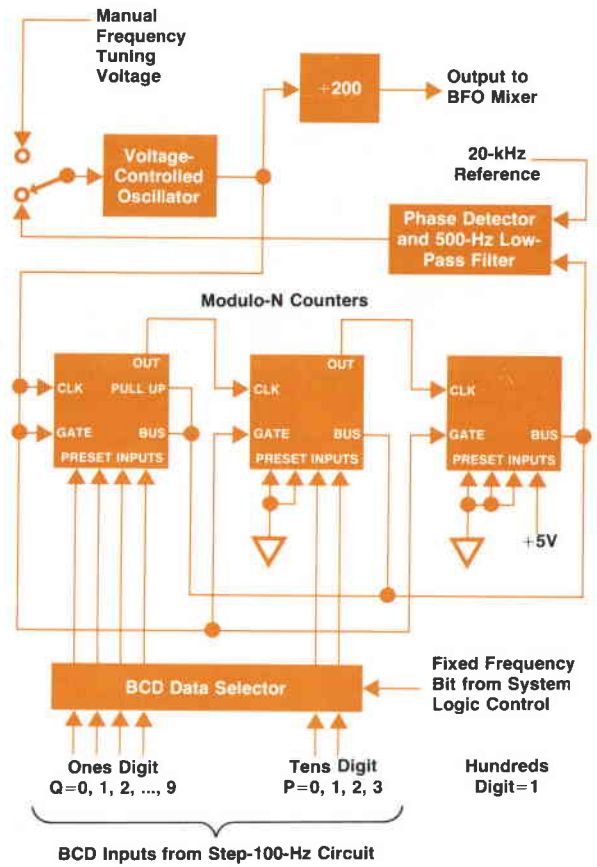 Manual
Frequency
Tuning
Voltage
÷200
Output to
BFO Mixer
Voltage-
Controlled
Oscillator
20-kHz
Reference
Phase Detector
and 500-Hz Low-
Pass Filter
Modulo-N Counters
OUT
CLK
PULL UP
GATE
BUS
PRESET INPUTS
OUT
CLK
GATE
BUS
PRESET INPUTS
CLK
GATE
BUS
PRESET INPUTS
+5V
BCD Data Selector
Fixed Frequency
Bit from System
Logic Control
Ones Digit
Q=0, 1, 2, ..., 9
Tens Digit
P=0, 1, 2, 3
Hundreds
Digit=1
BCD Inputs from Step-100-Hz Circuit